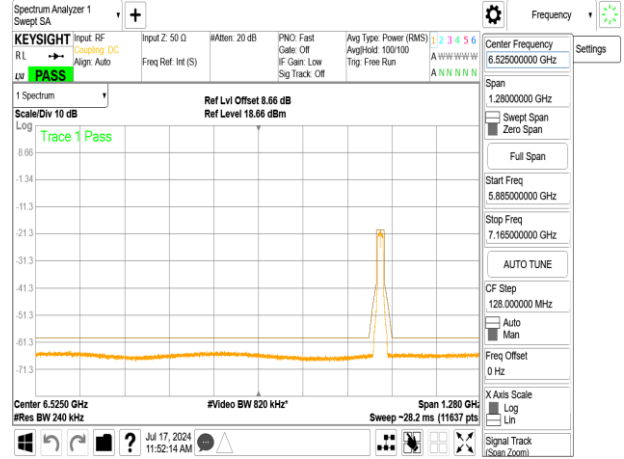 Spectrum Analyzer 1
Swept SA
+
Frequency
KEYSIGHT Input: RF Input Z: 50 Ω #Atten: 20 dB PNO: Fast Avg Type: Power (RMS) 1 2 3 4 5 6
RL Coupling: DC Gate: Off Avg|Hold: 100/100 A W W W W W
Align: Auto Freq Ref: Int (S) IF Gain: Low Trig: Free Run
PASS Sig Track: Off A N N N N N
1 Spectrum
Scale/Div 10 dB
Ref Lvl Offset 8.66 dB
Ref Level 18.66 dBm
Log
Trace 1 Pass
8.66
-1.34
-11.3
-21.3
-31.3
-41.3
-51.3
-61.3
-71.3
Center 6.5250 GHz #Video BW 820 kHz* Span 1.280 GHz
#Res BW 240 kHz Sweep ~28.2 ms (11637 pts
?
Jul 17, 2024
11:52:14 AM
Center Frequency
6.525000000 GHz
Settings
Span
1.28000000 GHz
Swept Span
Zero Span
Full Span
Start Freq
5.885000000 GHz
Stop Freq
7.165000000 GHz
AUTO TUNE
CF Step
128.000000 MHz
Auto
Man
Freq Offset
0 Hz
X Axis Scale
Log
Lin
Signal Track
(Span Zoom)